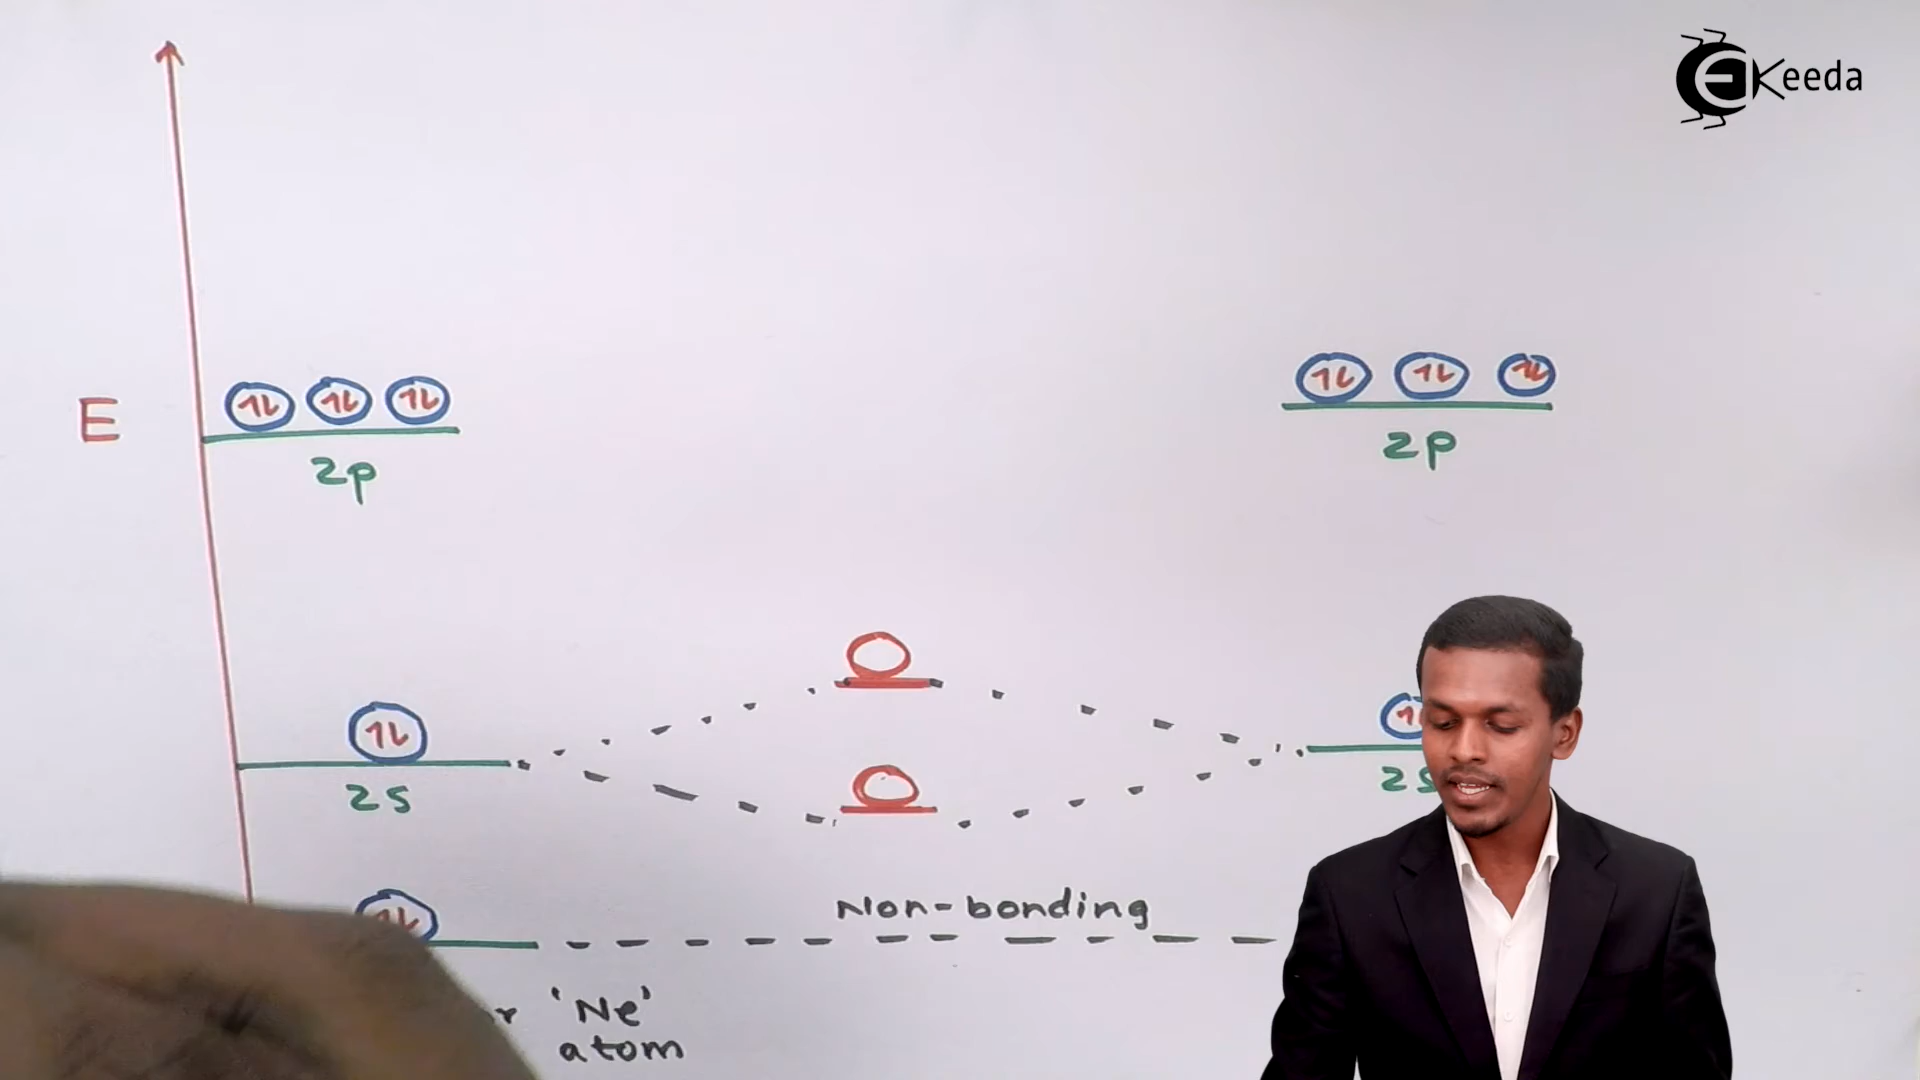 Keeda
E
↿⇂ ↿⇂ ↿⇂
2p
↿⇂ ↿⇂ ↿⇂
2p
↿⇂
2s
2s
↿⇂
Non-bonding
'Ne'
atom